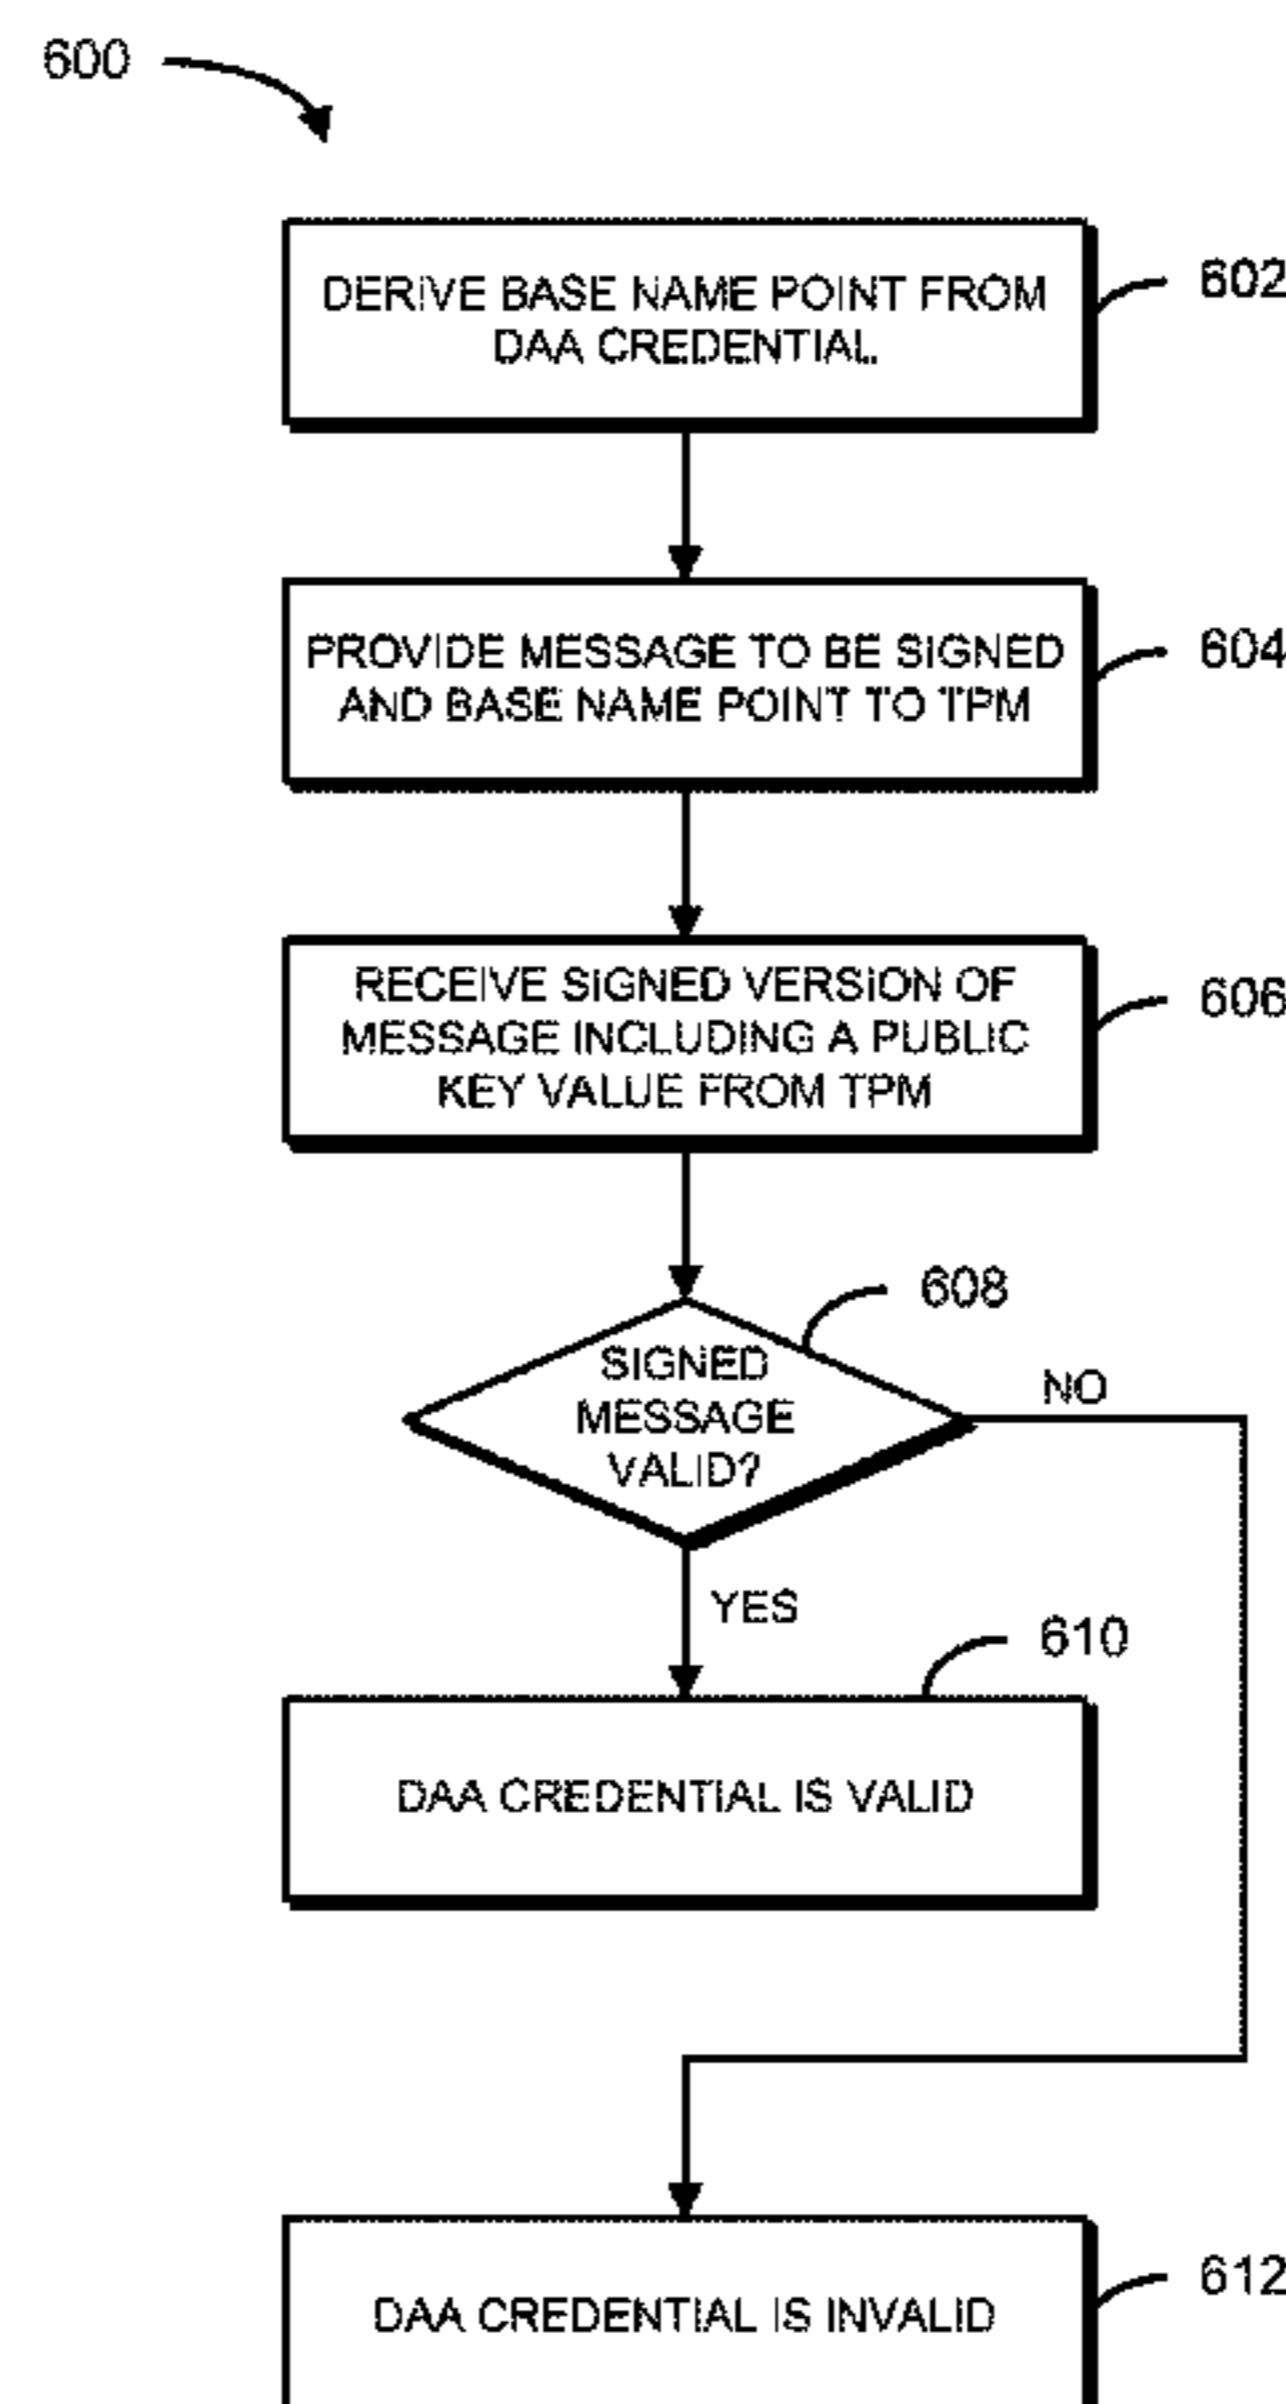 600
DERIVE BASE NAME POINT FROM
DAA CREDENTIAL
602
PROVIDE MESSAGE TO BE SIGNED
AND BASE NAME POINT TO TPM
604
RECEIVE SIGNED VERSION OF
MESSAGE INCLUDING A PUBLIC
KEY VALUE FROM TPM
606
608
SIGNED
MESSAGE
VALID?
NO
YES
610
DAA CREDENTIAL IS VALID
DAA CREDENTIAL IS INVALID
612